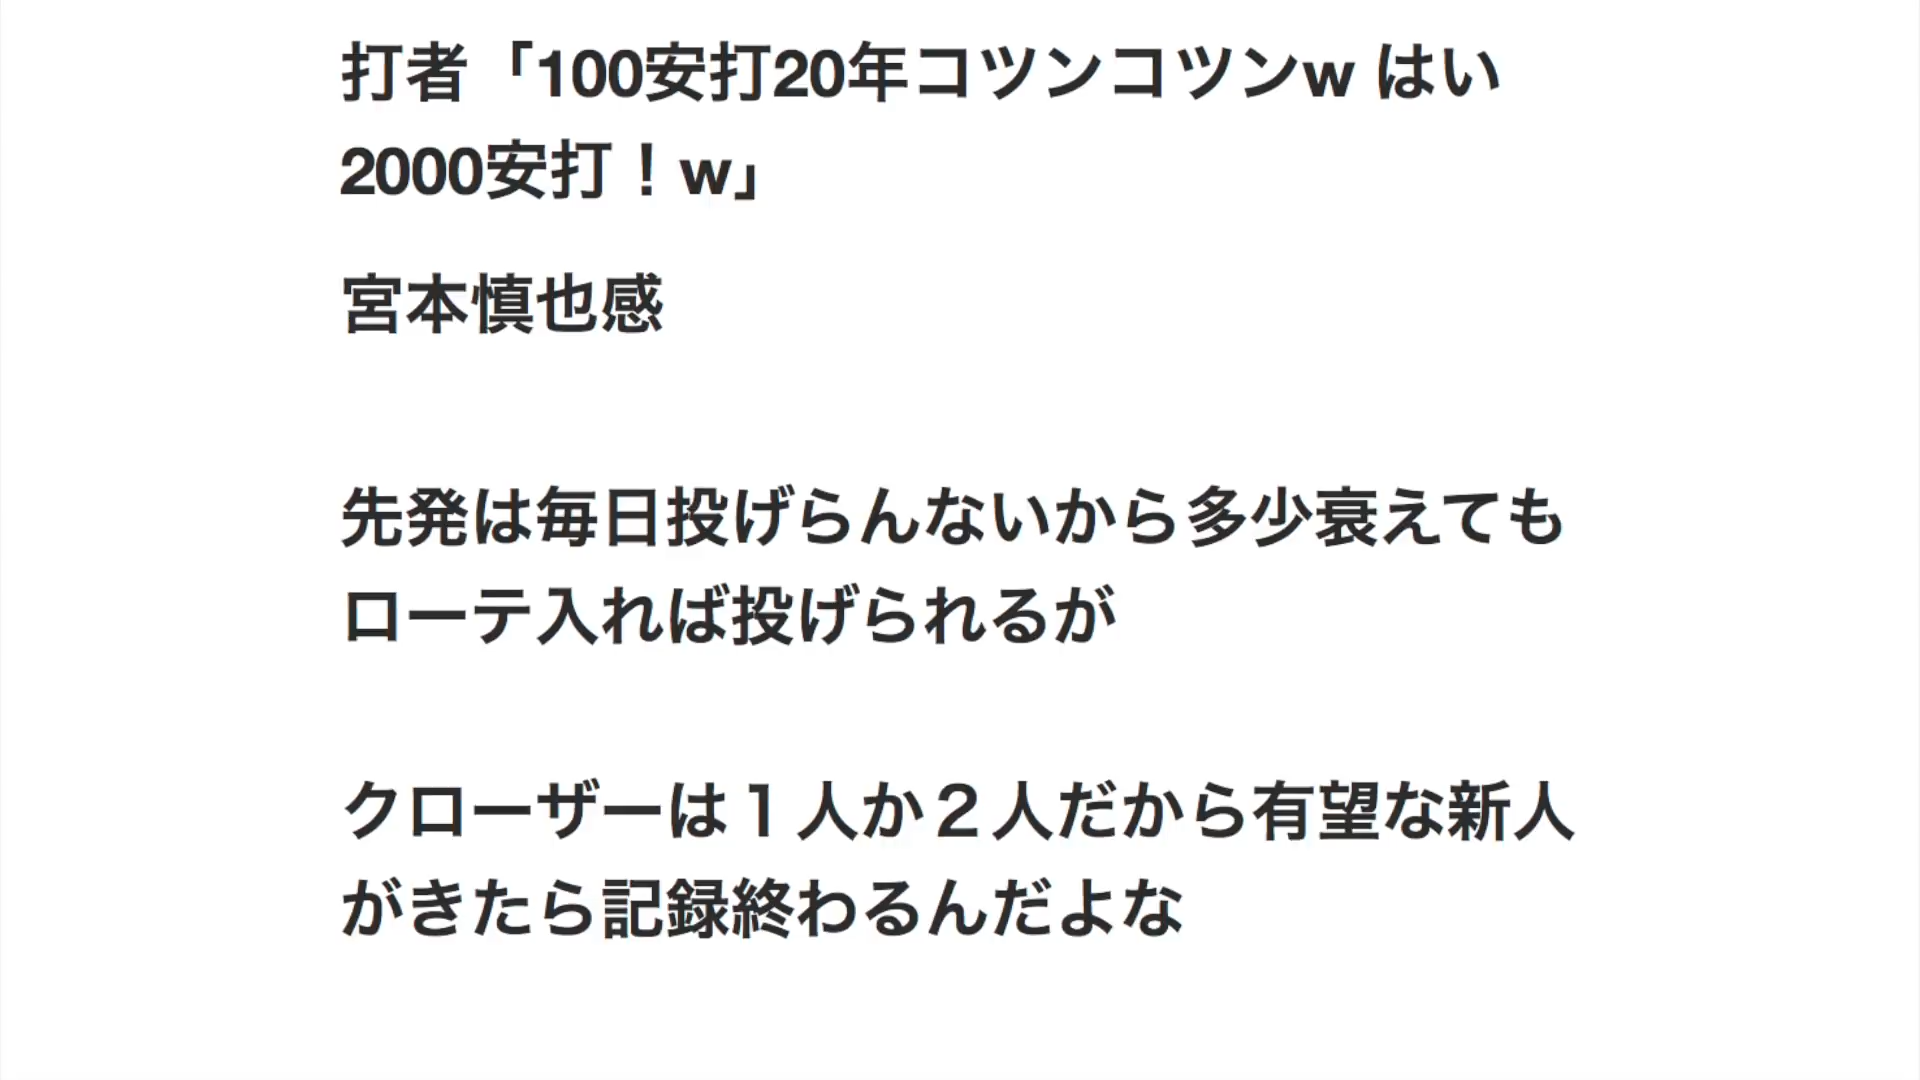 打者「100安打20年コツンコツンw はい
2000安打！w」
宮本慎也感
先発は毎日投げらんないから多少衰えても
ローテ入れば投げられるが
クローザーは１人か２人だから有望な新人
がきたら記録終わるんだよな